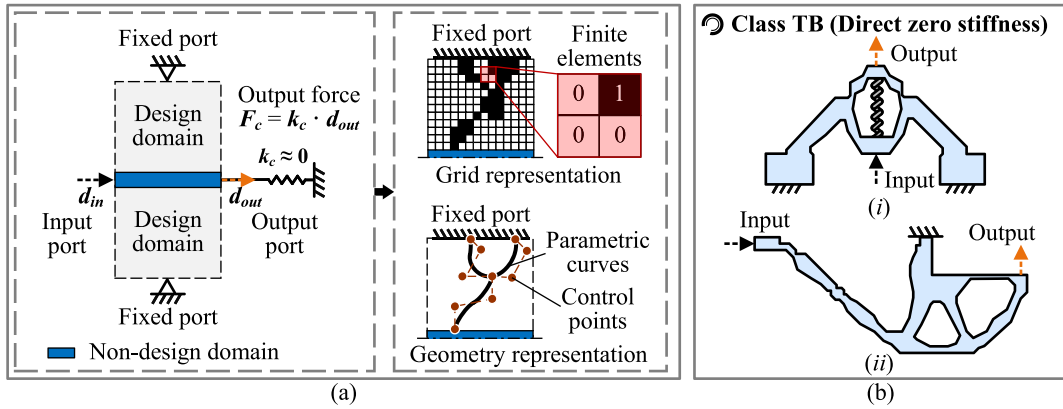 Fixed port
Design
domain
Output force
F_c = k_c · d_out
k_c ≈ 0
d_in
d_out
Input
port
Design
domain
Output
port
Fixed port
Non-design domain
Fixed port
Finite
elements
0 1
0 0
Grid representation
Fixed port
Parametric
curves
Control
points
Geometry representation
(a)
Class TB (Direct zero stiffness)
Output
Input
(i)
Input
Output
(ii)
(b)